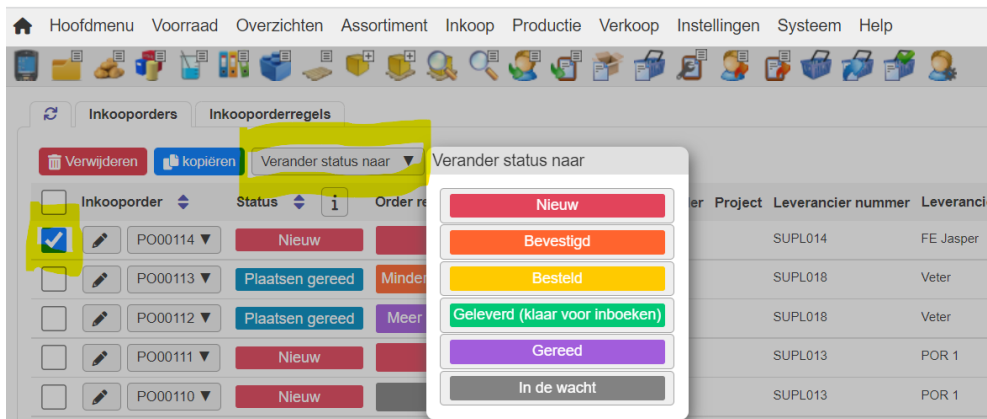 Hoofdmenu Voorraad Overzichten Assortiment Inkoop Productie Verkoop Instellingen Systeem Help
Inkooporders Inkooporderregels
Verwijderen kopiëren Verander status naar ▼ Verander status naar
Inkooporder Status i Order re Project Leverancier nummer Leveranci
Nieuw
PO00114 ▼ Nieuw SUPL014 FE Jasper
Bevestigd
PO00113 ▼ Plaatsen gereed Minder SUPL018 Veter
Besteld
PO00112 ▼ Plaatsen gereed Meer SUPL018 Veter
Geleverd (klaar voor inboeken)
PO00111 ▼ Nieuw SUPL013 POR 1
Gereed
PO00110 ▼ Nieuw SUPL013 POR 1
In de wacht